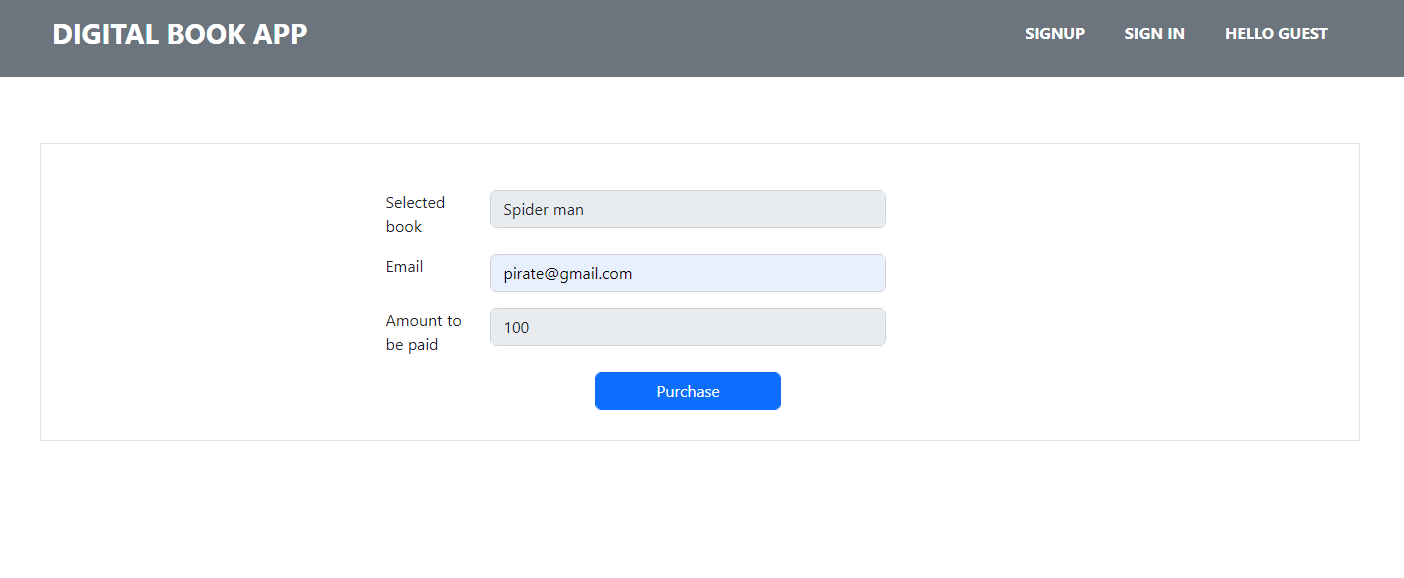 DIGITAL BOOK APP
SIGNUP
SIGN IN
HELLO GUEST
Selected
book
Spider man
Email
pirate@gmail.com
Amount to
be paid
100
Purchase